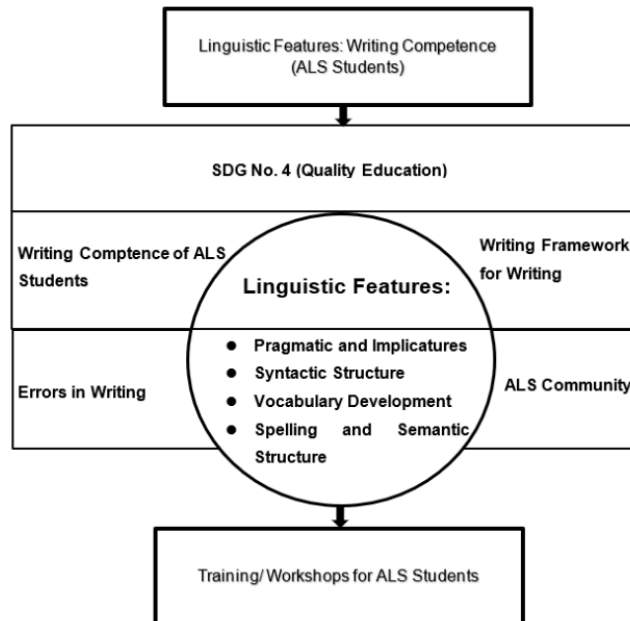 Linguistic Features: Writing Competence
(ALS Students)
SDG No. 4 (Quality Education)
Writing Comptence of ALS
Students
Writing Framework
for Writing
Linguistic Features:
● Pragmatic and Implicatures
● Syntactic Structure
● Vocabulary Development
● Spelling and Semantic
Structure
Errors in Writing
ALS Community
Training/ Workshops for ALS Students